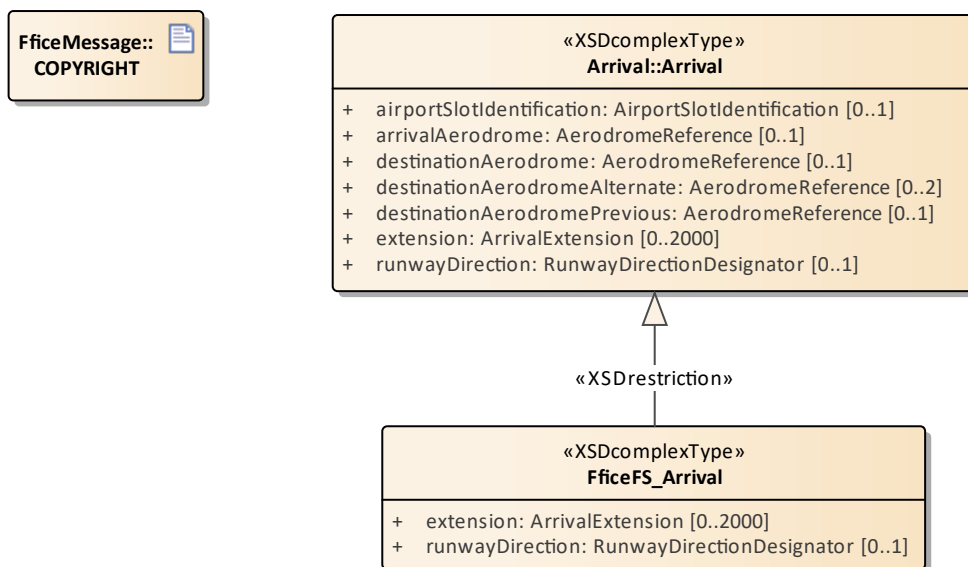 FficeMessage::
COPYRIGHT
«XSDcomplexType»
Arrival::Arrival
+ airportSlotIdentification: AirportSlotIdentification [0..1]
+ arrivalAerodrome: AerodromeReference [0..1]
+ destinationAerodrome: AerodromeReference [0..1]
+ destinationAerodromeAlternate: AerodromeReference [0..2]
+ destinationAerodromePrevious: AerodromeReference [0..1]
+ extension: ArrivalExtension [0..2000]
+ runwayDirection: RunwayDirectionDesignator [0..1]
«XSDrestriction»
«XSDcomplexType»
FficeFS_Arrival
+ extension: ArrivalExtension [0..2000]
+ runwayDirection: RunwayDirectionDesignator [0..1]